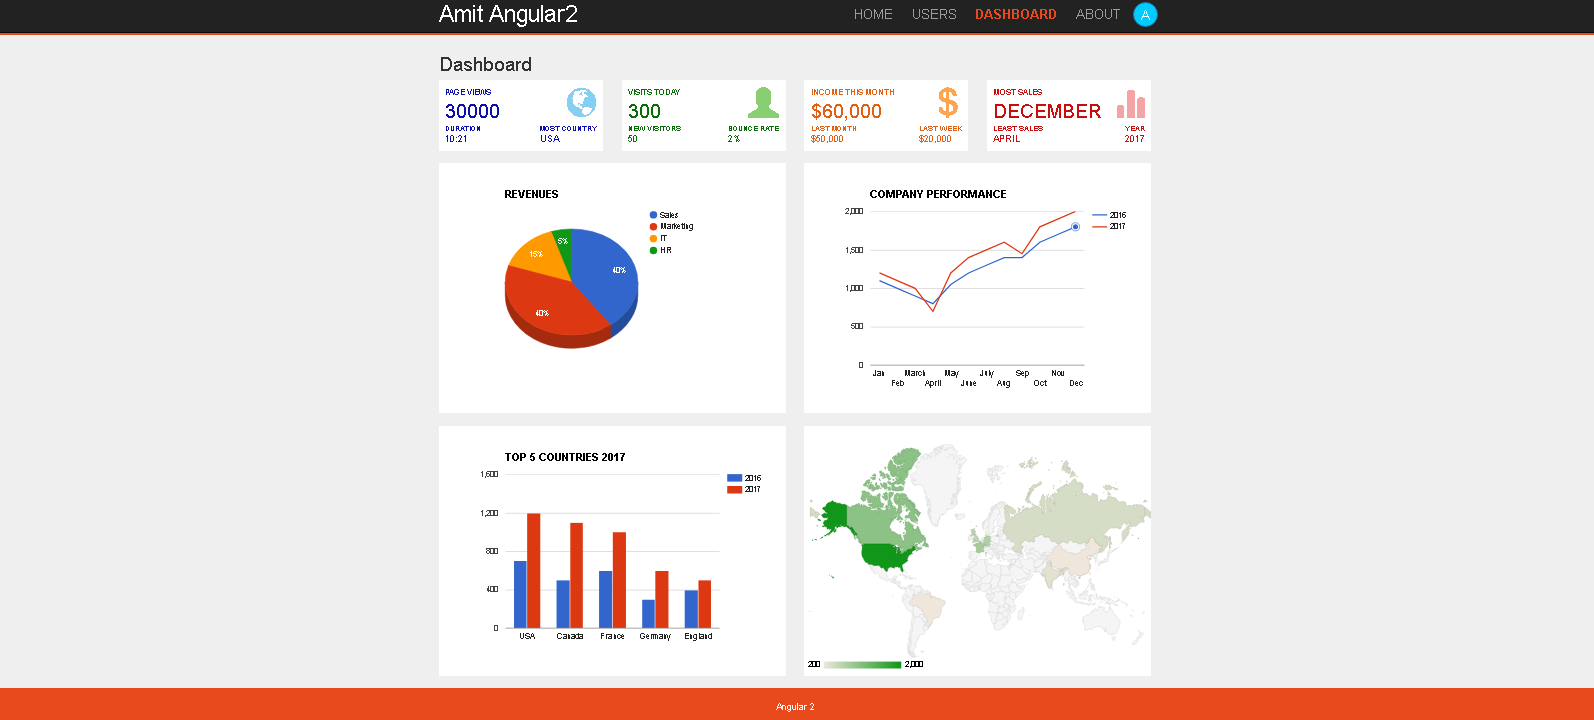 Amit Angular2
HOME USERS DASHBOARD ABOUT A
Dashboard
PAGE VIEWS
30000
DURATION MOST COUNTRY
10:21 USA
VISITS TODAY
300
NEW VISITORS BOUNCE RATE
50 2%
INCOME THIS MONTH
$60,000
LAST MONTH LAST WEEK
$50,000 $20,000
MOST SALES
DECEMBER
LEAST SALES YEAR
APRIL 2017
REVENUES
Sales
Marketing
IT
HR
5%
15%
40%
40%
COMPANY PERFORMANCE
2,000
1,500
1,000
500
0
2016
2017
Jan March May July Sep Nov
Feb April June Aug Oct Dec
TOP 5 COUNTRIES 2017
1,600
1,200
800
400
0
2016
2017
USA Canada France Germany England
200 2,000
Angular 2